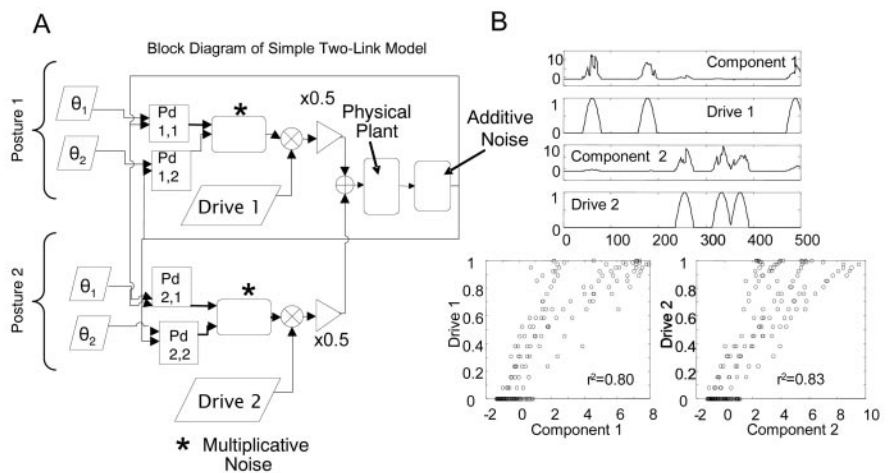 A
Block Diagram of Simple Two-Link Model
Posture 1
θ1
θ2
Pd
1,1
Pd
1,2
*
x0.5
Physical
Plant
Additive
Noise
Drive 1
Posture 2
θ1
θ2
Pd
2,1
Pd
2,2
*
x0.5
Drive 2
* Multiplicative
Noise
B
10
0
Component 1
1
0
Drive 1
10
0
Component 2
1
0
Drive 2
0 100 200 300 400 500
Drive 1
1
0.8
0.6
0.4
0.2
0
r²=0.80
-2 0 2 4 6 8
Component 1
Drive 2
1
0.8
0.6
0.4
0.2
0
r²=0.83
-2 0 2 4 6 8 10
Component 2